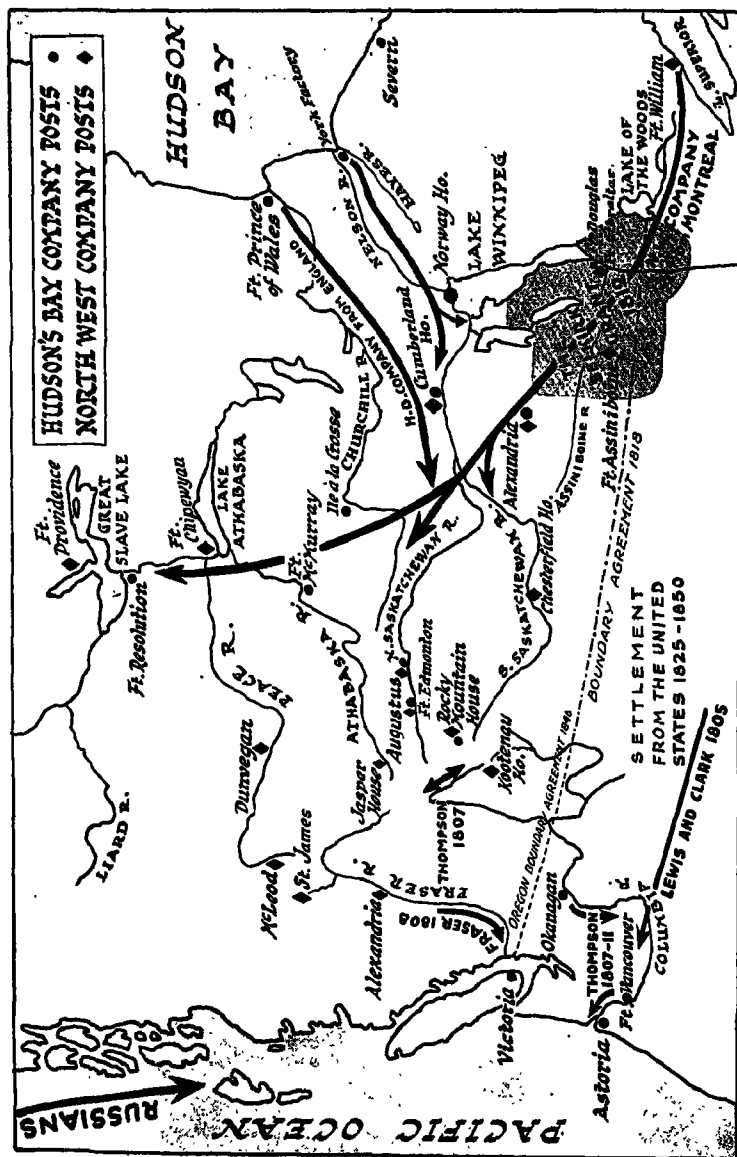 HUDSON'S BAY COMPANY POSTS
NORTH WEST COMPANY POSTS
HUDSON
BAY
Severn
York Factory
HAYES R.
NELSON R.
Ft. Prince
of Wales
H.B. COMPANY FROM ENGLAND
CHURCHILL R.
Norway Ho.
LAKE
WINNIPEG
Cumberland
Ho.
Ile à la Crosse
Ft.
Providence
GREAT
SLAVE LAKE
Ft. Resolution
Ft.
Chipewyan
LAKE
ATHABASKA
Ft.
McMurray
ATHABASKA R.
PEACE R.
LIARD R.
Dunvegan
McLeod
St. James
Jasper
House
Augustus
Ft. Edmonton
Rocky
Mountain
House
N. SASKATCHEWAN R.
S. SASKATCHEWAN R.
Alexandria
Chesterfield Ho.
ASSINIBOINE R
Ft. Assiniboine
Douglas
LAKE OF
THE WOODS
Ft. William
L. SUPERIOR
COMPANY
MONTREAL
BOUNDARY AGREEMENT 1818
OREGON BOUNDARY AGREEMENT 1846
SETTLEMENT
FROM THE UNITED
STATES 1825-1850
LEWIS AND CLARK 1805
Kootenau
Ho.
THOMPSON
1807
FRASER R.
FRASER 1808
Alexandria
Okanagan
THOMPSON
1807-11
COLUMBIA R.
Ft. Vancouver
Astoria
Victoria
RUSSIANS
PACIFIC OCEAN